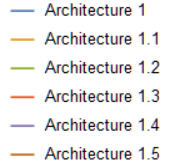 Architecture 1
Architecture 1.1
Architecture 1.2
Architecture 1.3
Architecture 1.4
Architecture 1.5